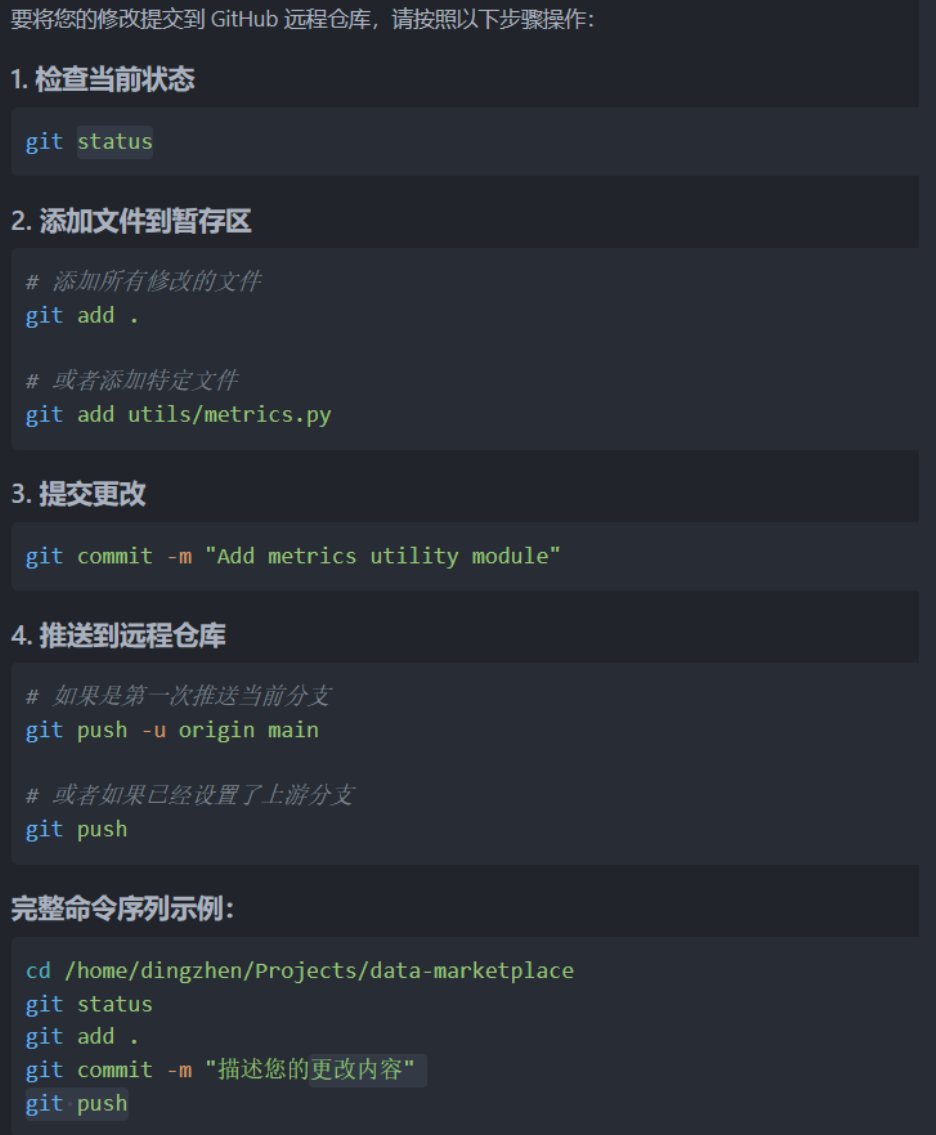 要将您的修改提交到 GitHub 远程仓库，请按照以下步骤操作：
1. 检查当前状态
git status
2. 添加文件到暂存区
# 添加所有修改的文件
git add .
# 或者添加特定文件
git add utils/metrics.py
3. 提交更改
git commit -m "Add metrics utility module"
4. 推送到远程仓库
# 如果是第一次推送当前分支
git push -u origin main
# 或者如果已经设置了上游分支
git push
完整命令序列示例：
cd /home/dingzhen/Projects/data-marketplace
git status
git add .
git commit -m "描述您的更改内容"
git push